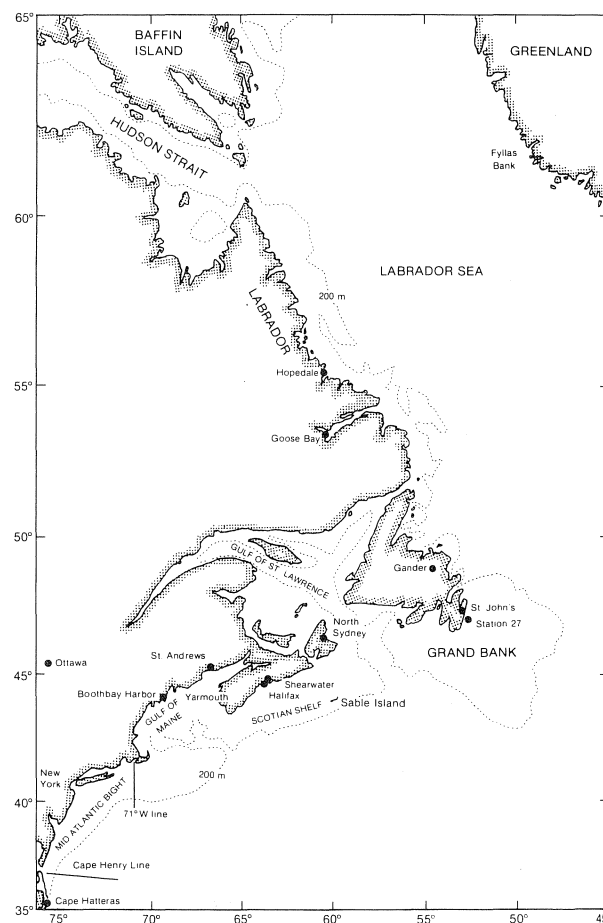 65°
BAFFIN
ISLAND
GREENLAND
HUDSON STRAIT
Fyllas
Bank
60°
LABRADOR SEA
200 m
LABRADOR
Hopedale
55°
Goose Bay
50°
GULF OF ST. LAWRENCE
Gander
St John's
Station 27
North
Sydney
GRAND BANK
Ottawa
St. Andrews
45°
Boothbay Harbor
Yarmouth
Shearwater
Halifax
GULF OF
MAINE
SCOTIAN SHELF
Sable Island
200 m
New
York
40°
71° W line
MID ATLANTIC BIGHT
Cape Henry Line
Cape Hatteras
35°
75° 70° 65° 60° 55° 50°